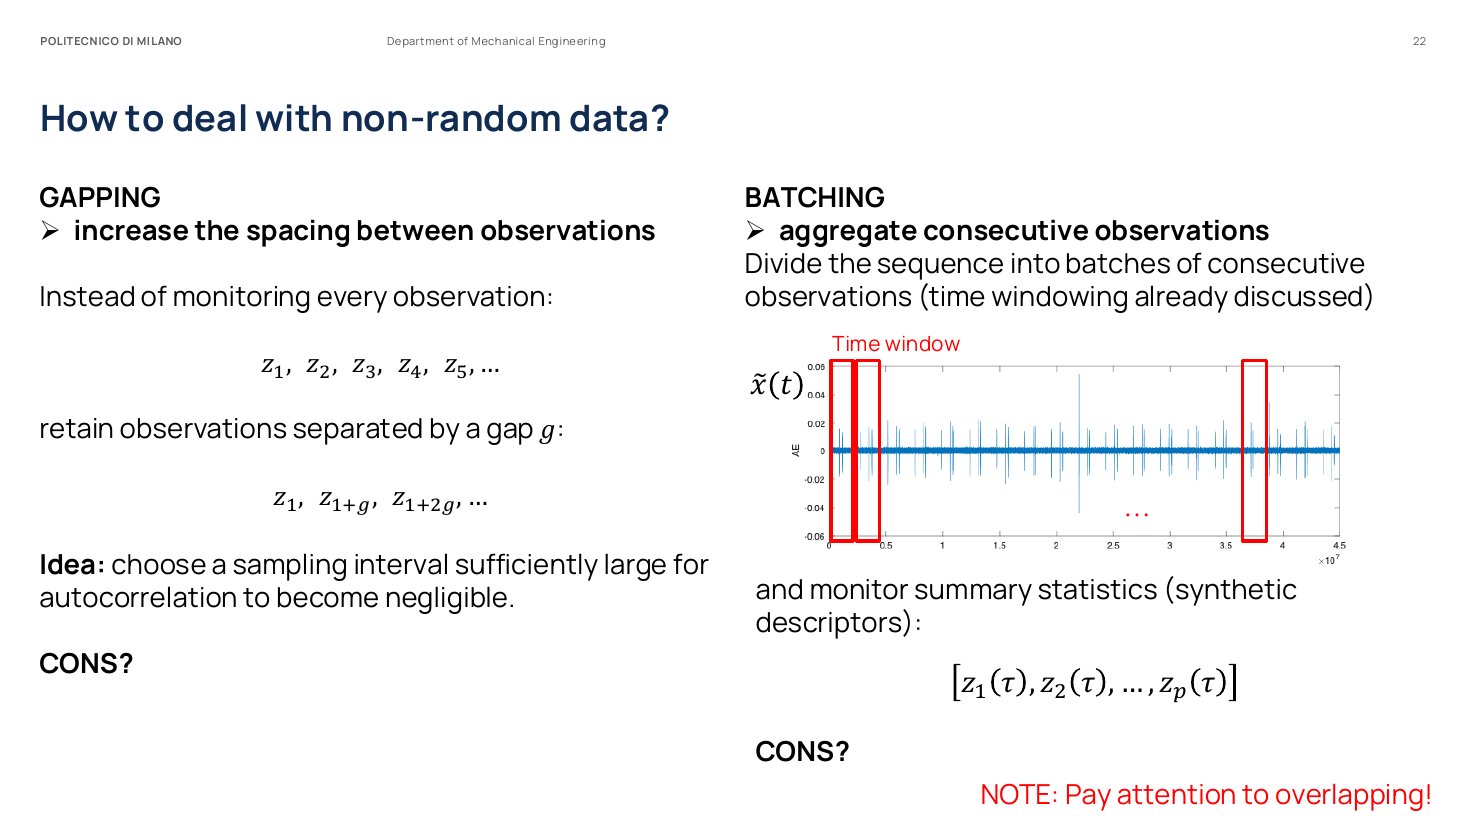 POLITECNICO DI MILANO
Department of Mechanical Engineering
22
How to deal with non-random data?
GAPPING
➢ increase the spacing between observations
Instead of monitoring every observation:
z₁, z₂, z₃, z₄, z₅, …
retain observations separated by a gap g:
z₁, z₁₊g, z₁₊₂g, …
Idea: choose a sampling interval sufficiently large for
autocorrelation to become negligible.
CONS?
BATCHING
➢ aggregate consecutive observations
Divide the sequence into batches of consecutive
observations (time windowing already discussed)
Time window
x̃(t)
AE
0.06
0.04
0.02
0
-0.02
-0.04
-0.06
…
0 0.5 1 1.5 2 2.5 3 3.5 4 4.5
×10⁷
and monitor summary statistics (synthetic
descriptors):
[z₁(τ), z₂(τ), … , zₚ(τ)]
CONS?
NOTE: Pay attention to overlapping!